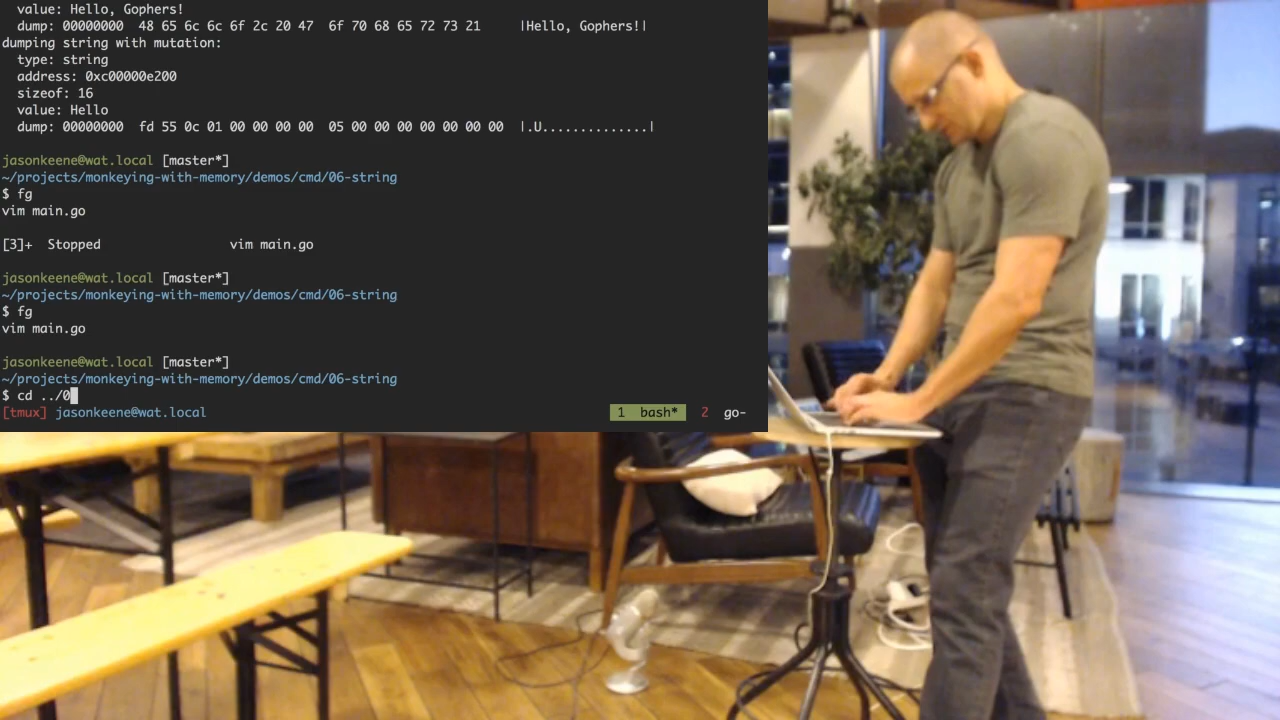 value: Hello, Gophers!
dump: 00000000  48 65 6c 6c 6f 2c 20 47  6f 70 68 65 72 73 21     |Hello, Gophers!|
dumping string with mutation:
type: string
address: 0xc00000e200
sizeof: 16
value: Hello
dump: 00000000  fd 55 0c 01 00 00 00 00  05 00 00 00 00 00 00 00  |.U..............|
jasonkeene@wat.local [master*]
~/projects/monkeying-with-memory/demos/cmd/06-string
$ fg
vim main.go
[3]+  Stopped                 vim main.go
jasonkeene@wat.local [master*]
~/projects/monkeying-with-memory/demos/cmd/06-string
$ fg
vim main.go
jasonkeene@wat.local [master*]
~/projects/monkeying-with-memory/demos/cmd/06-string
$ cd ../0
[tmux] jasonkeene@wat.local 1 bash* 2 go-